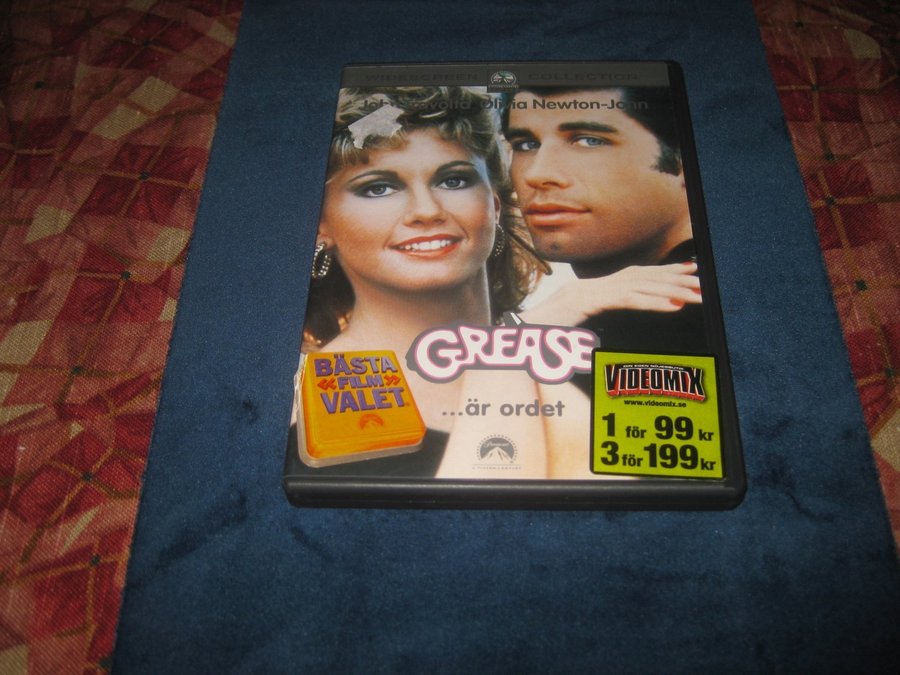 WIDESCREEN COLLECTION
Olivia Newton-John
GREASE
...är ordet
BÄSTA
«FILM»
VALET
VIDEOMIX
www.videomix.se
1 för 99 kr
3 för 199 kr
Paramount